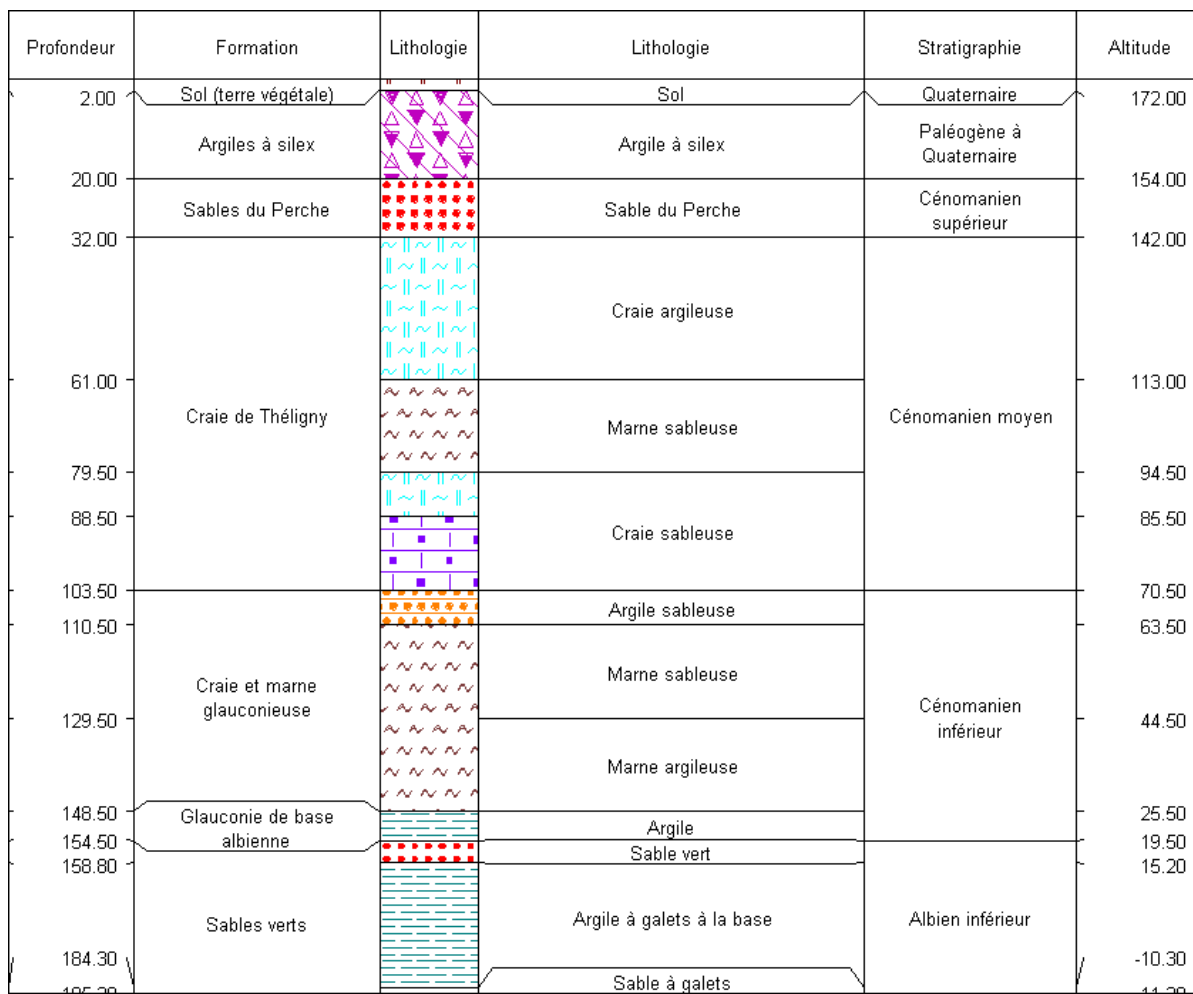 Profondeur Formation Lithologie Lithologie Stratigraphie Altitude
2.00 Sol (terre végétale) Sol Quaternaire 172.00
Argiles à silex Argile à silex Paléogène à
Quaternaire
20.00 154.00
Sables du Perche Sable du Perche Cénomanien
supérieur
32.00 142.00
Craie argileuse
61.00 113.00
Craie de Théligny Marne sableuse Cénomanien moyen
79.50 94.50
88.50 85.50
Craie sableuse
103.50 70.50
Argile sableuse
110.50 63.50
Marne sableuse
Craie et marne
glauconieuse
Cénomanien
inférieur
129.50 44.50
Marne argileuse
148.50 25.50
Glauconie de base
albienne
Argile
154.50 19.50
Sable vert
158.80 15.20
Sables verts Argile à galets à la base Albien inférieur
184.30 -10.30
Sable à galets